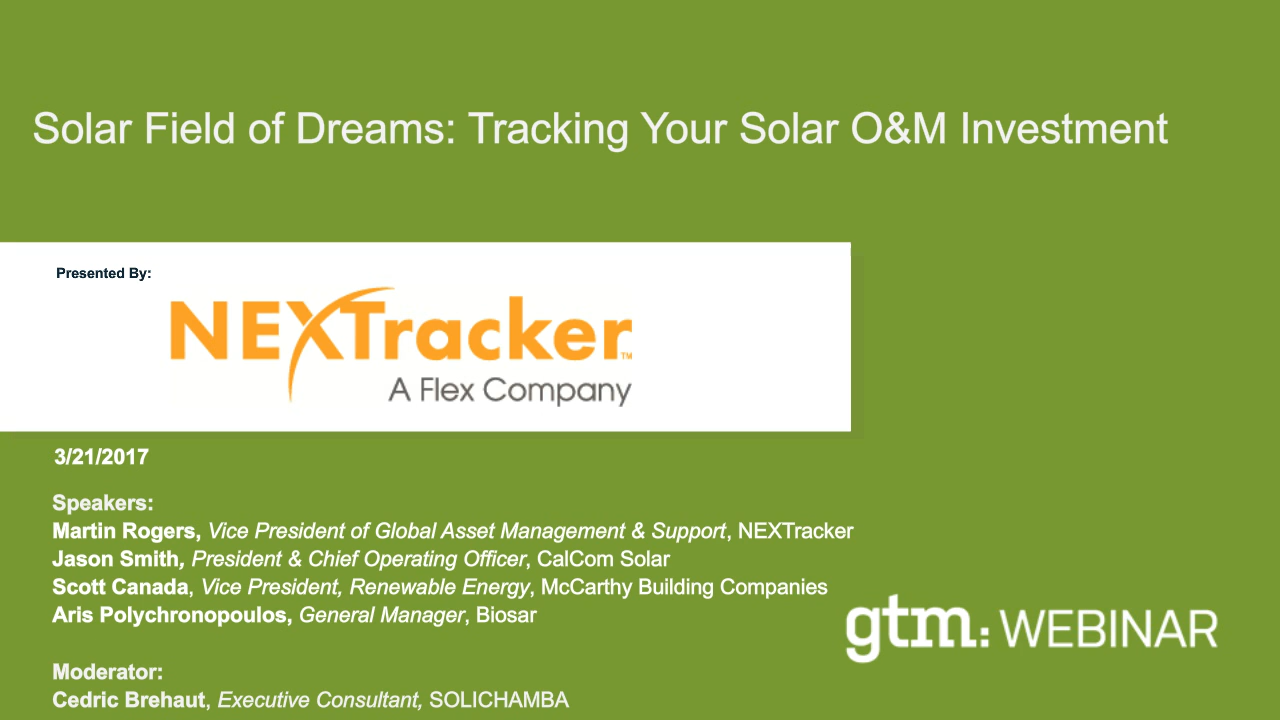 Solar Field of Dreams: Tracking Your Solar O&M Investment
Presented By:
NEXTracker™
A Flex Company
3/21/2017
Speakers:
Martin Rogers, Vice President of Global Asset Management & Support, NEXTracker
Jason Smith, President & Chief Operating Officer, CalCom Solar
Scott Canada, Vice President, Renewable Energy, McCarthy Building Companies
Aris Polychronopoulos, General Manager, Biosar
gtm: WEBINAR
Moderator:
Cedric Brehaut, Executive Consultant, SOLICHAMBA